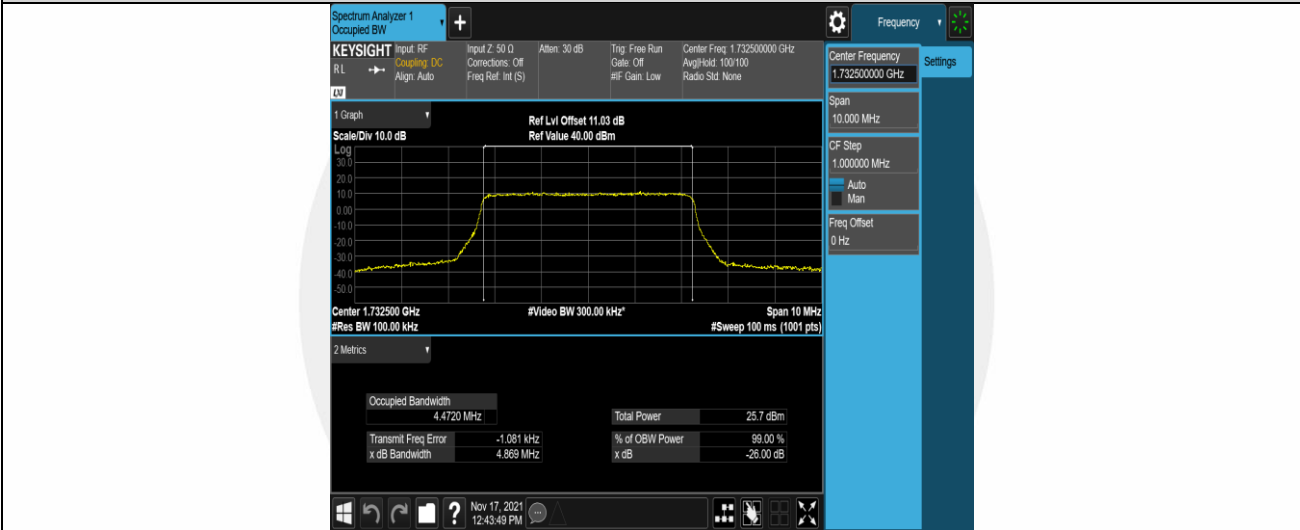 Spectrum Analyzer 1
Occupied BW
+
Frequency
KEYSIGHT
RL
LXI
Input: RF
Coupling: DC
Align: Auto
Input Z: 50 Ω
Corrections: Off
Freq Ref: Int (S)
Atten: 30 dB
Trig: Free Run
Gate: Off
#IF Gain: Low
Center Freq: 1.732500000 GHz
Avg|Hold: 100/100
Radio Std: None
Center Frequency
1.732500000 GHz
Settings
Span
10.000 MHz
CF Step
1.000000 MHz
Auto
Man
Freq Offset
0 Hz
1 Graph
Scale/Div 10.0 dB
Ref Lvl Offset 11.03 dB
Ref Value 40.00 dBm
Log
30.0
20.0
10.0
0.00
-10.0
-20.0
-30.0
-40.0
-50.0
Center 1.732500 GHz
#Video BW 300.00 kHz*
Span 10 MHz
#Res BW 100.00 kHz
#Sweep 100 ms (1001 pts)
2 Metrics
Occupied Bandwidth
4.4720 MHz
Total Power 25.7 dBm
Transmit Freq Error -1.081 kHz
% of OBW Power 99.00 %
x dB Bandwidth 4.869 MHz
x dB -26.00 dB
?
Nov 17, 2021
12:43:49 PM